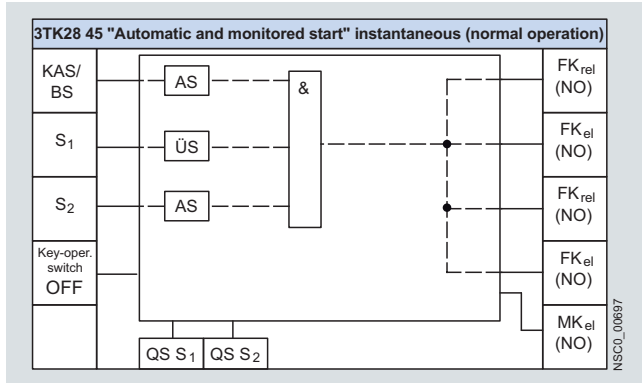 3TK28 45 "Automatic and monitored start" instantaneous (normal operation)
KAS/
BS
AS
&
FKrel
(NO)
S1
ÜS
FKel
(NO)
S2
AS
FKrel
(NO)
Key-oper.
switch
OFF
FKel
(NO)
QS S1
QS S2
MKel
(NO)
NSC0_00697